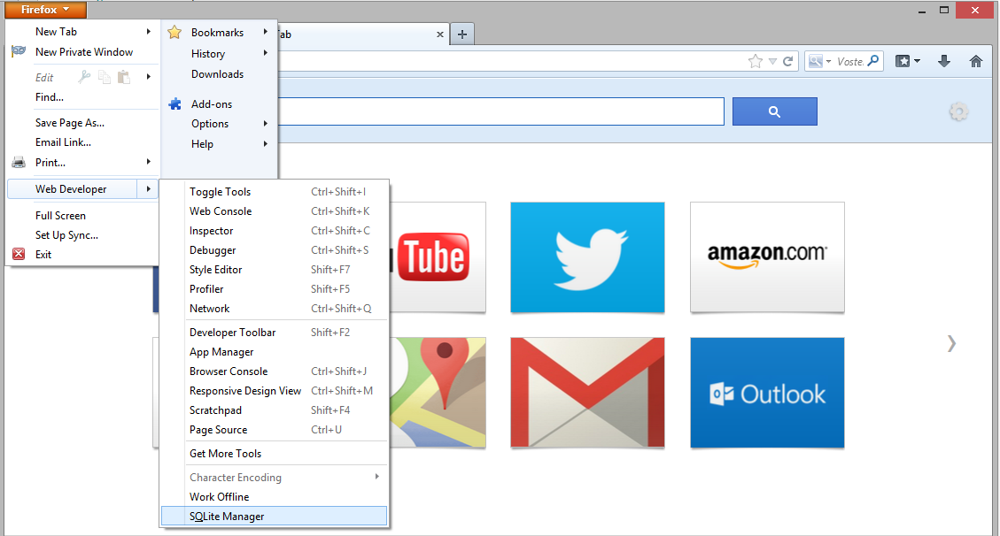 Firefox
New Tab
New Private Window
Edit
Find...
Save Page As...
Email Link...
Print...
Web Developer
Full Screen
Set Up Sync...
Exit
Bookmarks
History
Downloads
Add-ons
Options
Help
Tab
Voste.
Toggle Tools Ctrl+Shift+I
Web Console Ctrl+Shift+K
Inspector Ctrl+Shift+C
Debugger Ctrl+Shift+S
Style Editor Shift+F7
Profiler Shift+F5
Network Ctrl+Shift+Q
Developer Toolbar Shift+F2
App Manager
Browser Console Ctrl+Shift+J
Responsive Design View Ctrl+Shift+M
Scratchpad Shift+F4
Page Source Ctrl+U
Get More Tools
Character Encoding
Work Offline
SQLite Manager
Tube
amazon.com
Outlook